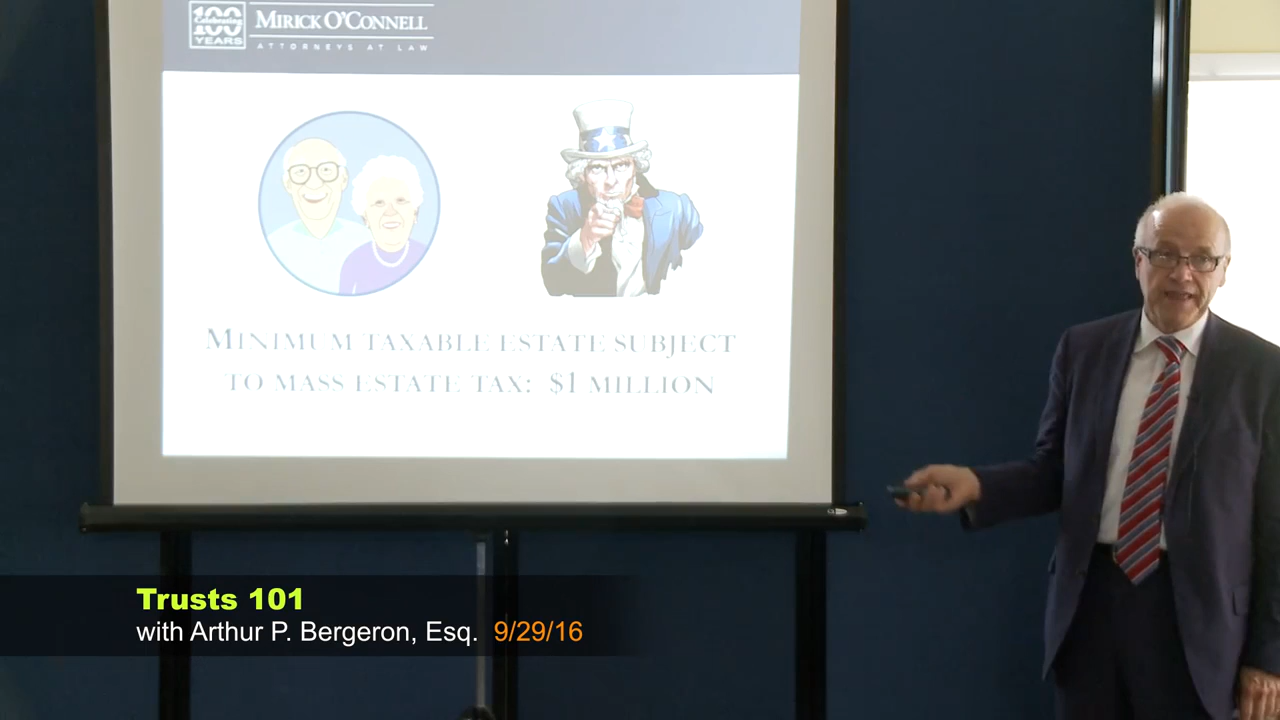 Celebrating
100
YEARS
MIRICK O'CONNELL
ATTORNEYS AT LAW
MINIMUM TAXABLE ESTATE SUBJECT
TO MASS ESTATE TAX: $1 MILLION
Trusts 101
with Arthur P. Bergeron, Esq. 9/29/16